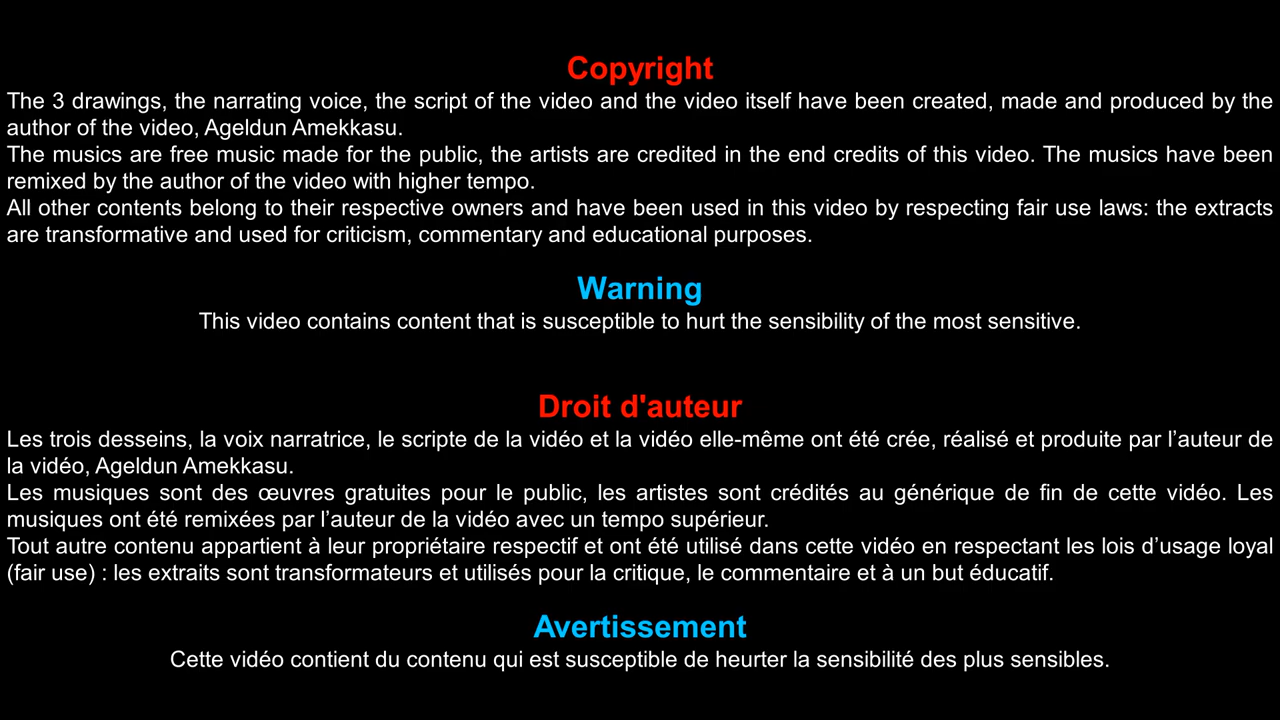 Copyright
The 3 drawings, the narrating voice, the script of the video and the video itself have been created, made and produced by the
author of the video, Ageldun Amekkasu.
The musics are free music made for the public, the artists are credited in the end credits of this video. The musics have been
remixed by the author of the video with higher tempo.
All other contents belong to their respective owners and have been used in this video by respecting fair use laws: the extracts
are transformative and used for criticism, commentary and educational purposes.
Warning
This video contains content that is susceptible to hurt the sensibility of the most sensitive.
Droit d'auteur
Les trois desseins, la voix narratrice, le scripte de la vidéo et la vidéo elle-même ont été crée, réalisé et produite par l’auteur de
la vidéo, Ageldun Amekkasu.
Les musiques sont des œuvres gratuites pour le public, les artistes sont crédités au générique de fin de cette vidéo. Les
musiques ont été remixées par l’auteur de la vidéo avec un tempo supérieur.
Tout autre contenu appartient à leur propriétaire respectif et ont été utilisé dans cette vidéo en respectant les lois d’usage loyal
(fair use) : les extraits sont transformateurs et utilisés pour la critique, le commentaire et à un but éducatif.
Avertissement
Cette vidéo contient du contenu qui est susceptible de heurter la sensibilité des plus sensibles.